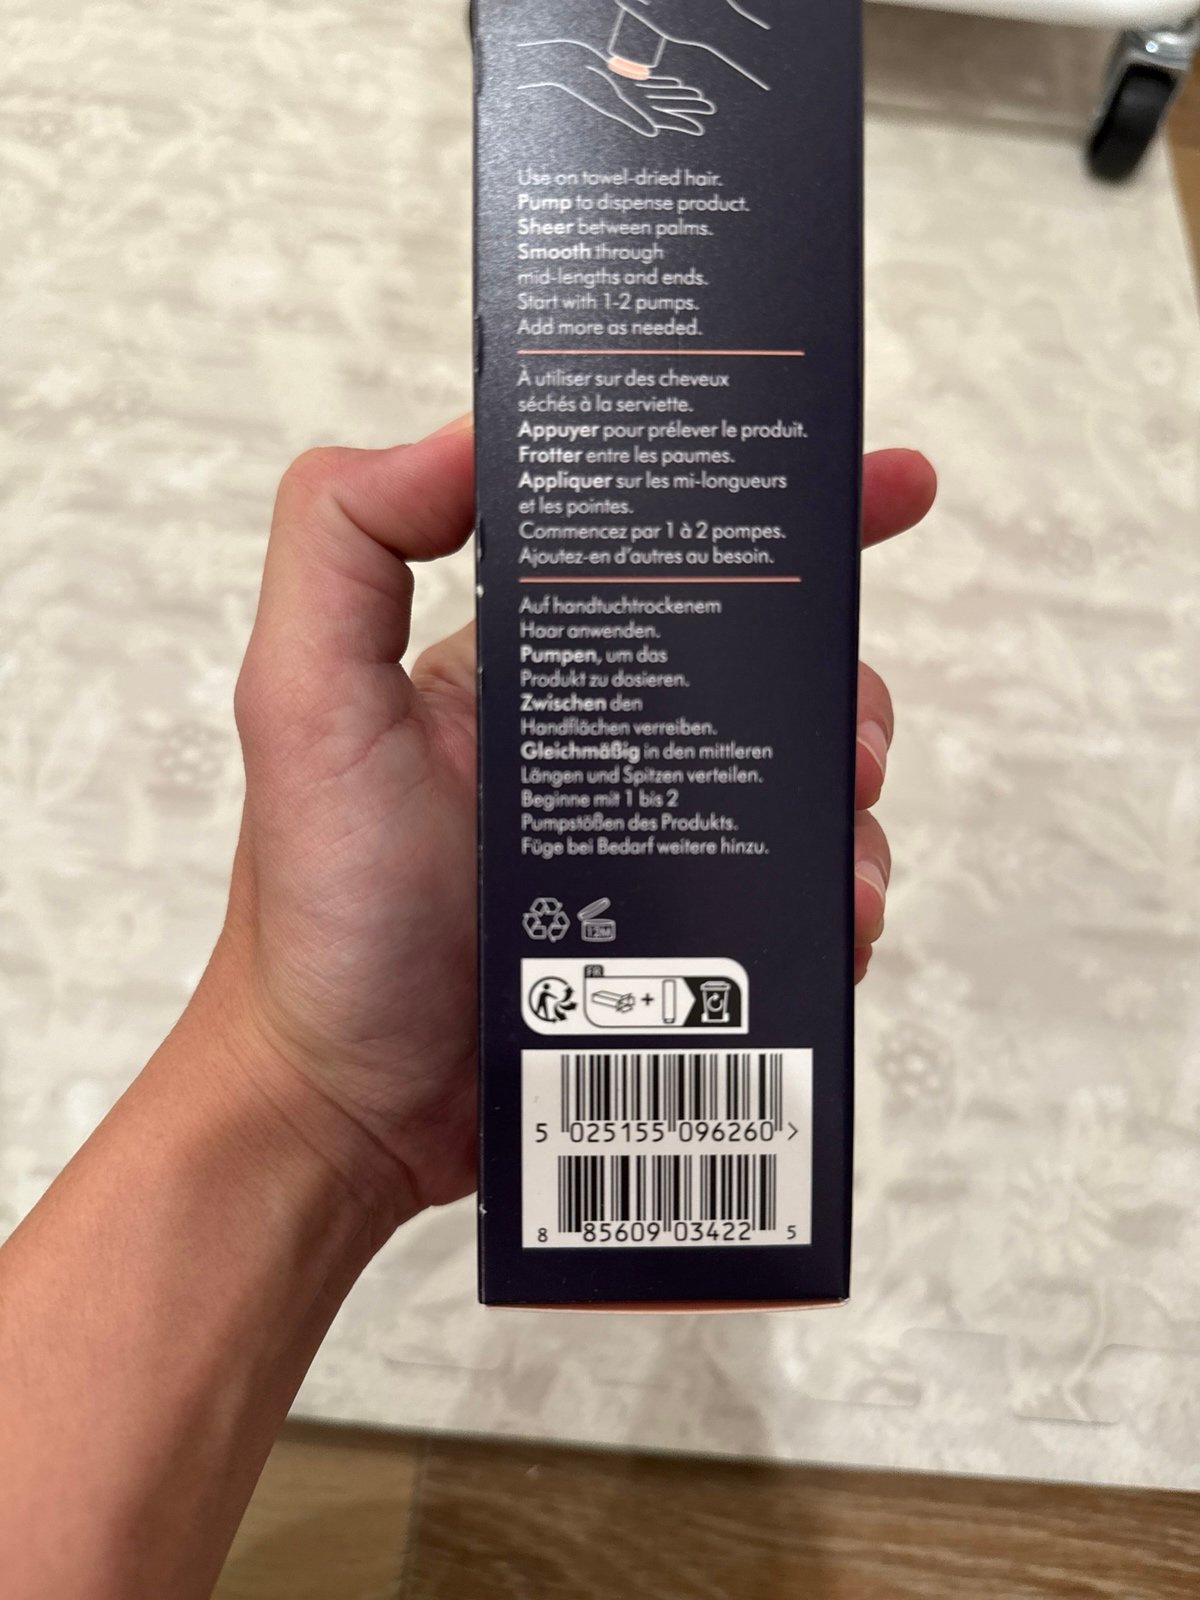 Use on towel-dried hair.
Pump to dispense product.
Sheer between palms.
Smooth through
mid-lengths and ends.
Start with 1-2 pumps.
Add more as needed.
À utiliser sur des cheveux
séchés à la serviette.
Appuyer pour prélever le produit.
Frotter entre les paumes.
Appliquer sur les mi-longueurs
et les pointes.
Commencez par 1 à 2 pompes.
Ajoutez-en d'autres au besoin.
Auf handtuchtrockenem
Haar anwenden.
Pumpen, um das
Produkt zu dosieren.
Zwischen den
Handflächen verreiben.
Gleichmäßig in den mittleren
Längen und Spitzen verteilen.
Beginne mit 1 bis 2
Pumpstößen des Produkts.
Füge bei Bedarf weitere hinzu.
12M
FR
5 025155 096260 >
8 85609 03422 5